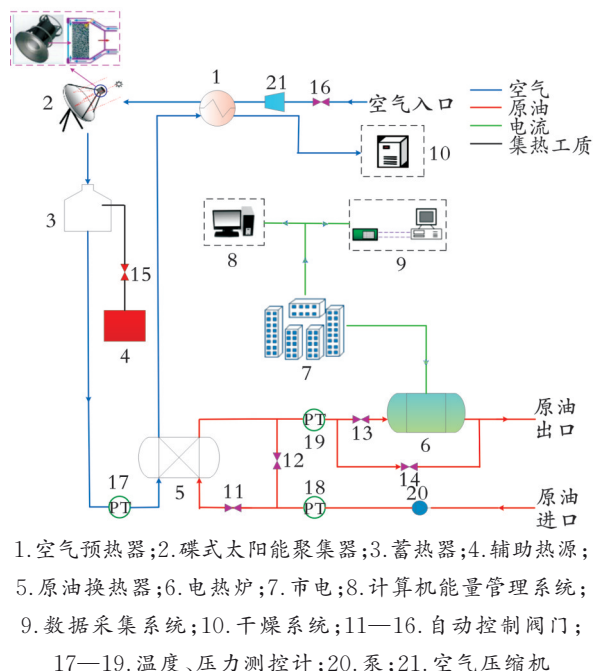 1
21
16
空气入口
空气
原油
电流
集热工质
2
10
3
15
8
9
4
7
原油
出口
13
6
19
PT
12
14
17
5
11
18
20
PT
PT
原油
进口
1.空气预热器;2.碟式太阳能聚集器;3.蓄热器;4.辅助热源;
5.原油换热器;6.电热炉;7.市电;8.计算机能量管理系统;
9.数据采集系统;10.干燥系统;11—16.自动控制阀门;
17—19.温度、压力测控计;20.泵;21.空气压缩机